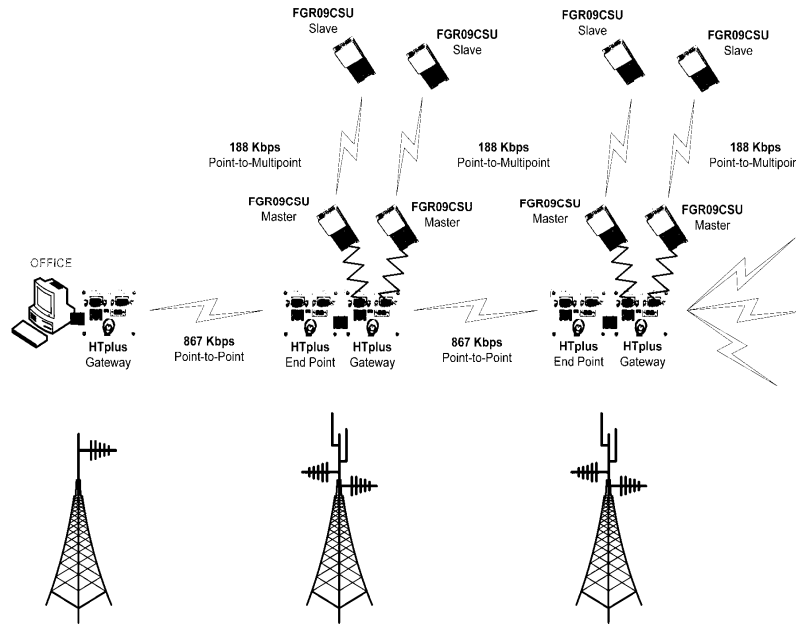 FGR09CSU
Slave
FGR09CSU
Slave
FGR09CSU
Slave
FGR09CSU
Slave
188 Kbps
Point-to-Multipoint
188 Kbps
Point-to-Multipoint
188 Kbps
Point-to-Multipoint
FGR09CSU
Master
FGR09CSU
Master
FGR09CSU
Master
FGR09CSU
Master
OFFICE
HTplus
Gateway
867 Kbps
Point-to-Point
HTplus
End Point
HTplus
Gateway
867 Kbps
Point-to-Point
HTplus
End Point
HTplus
Gateway